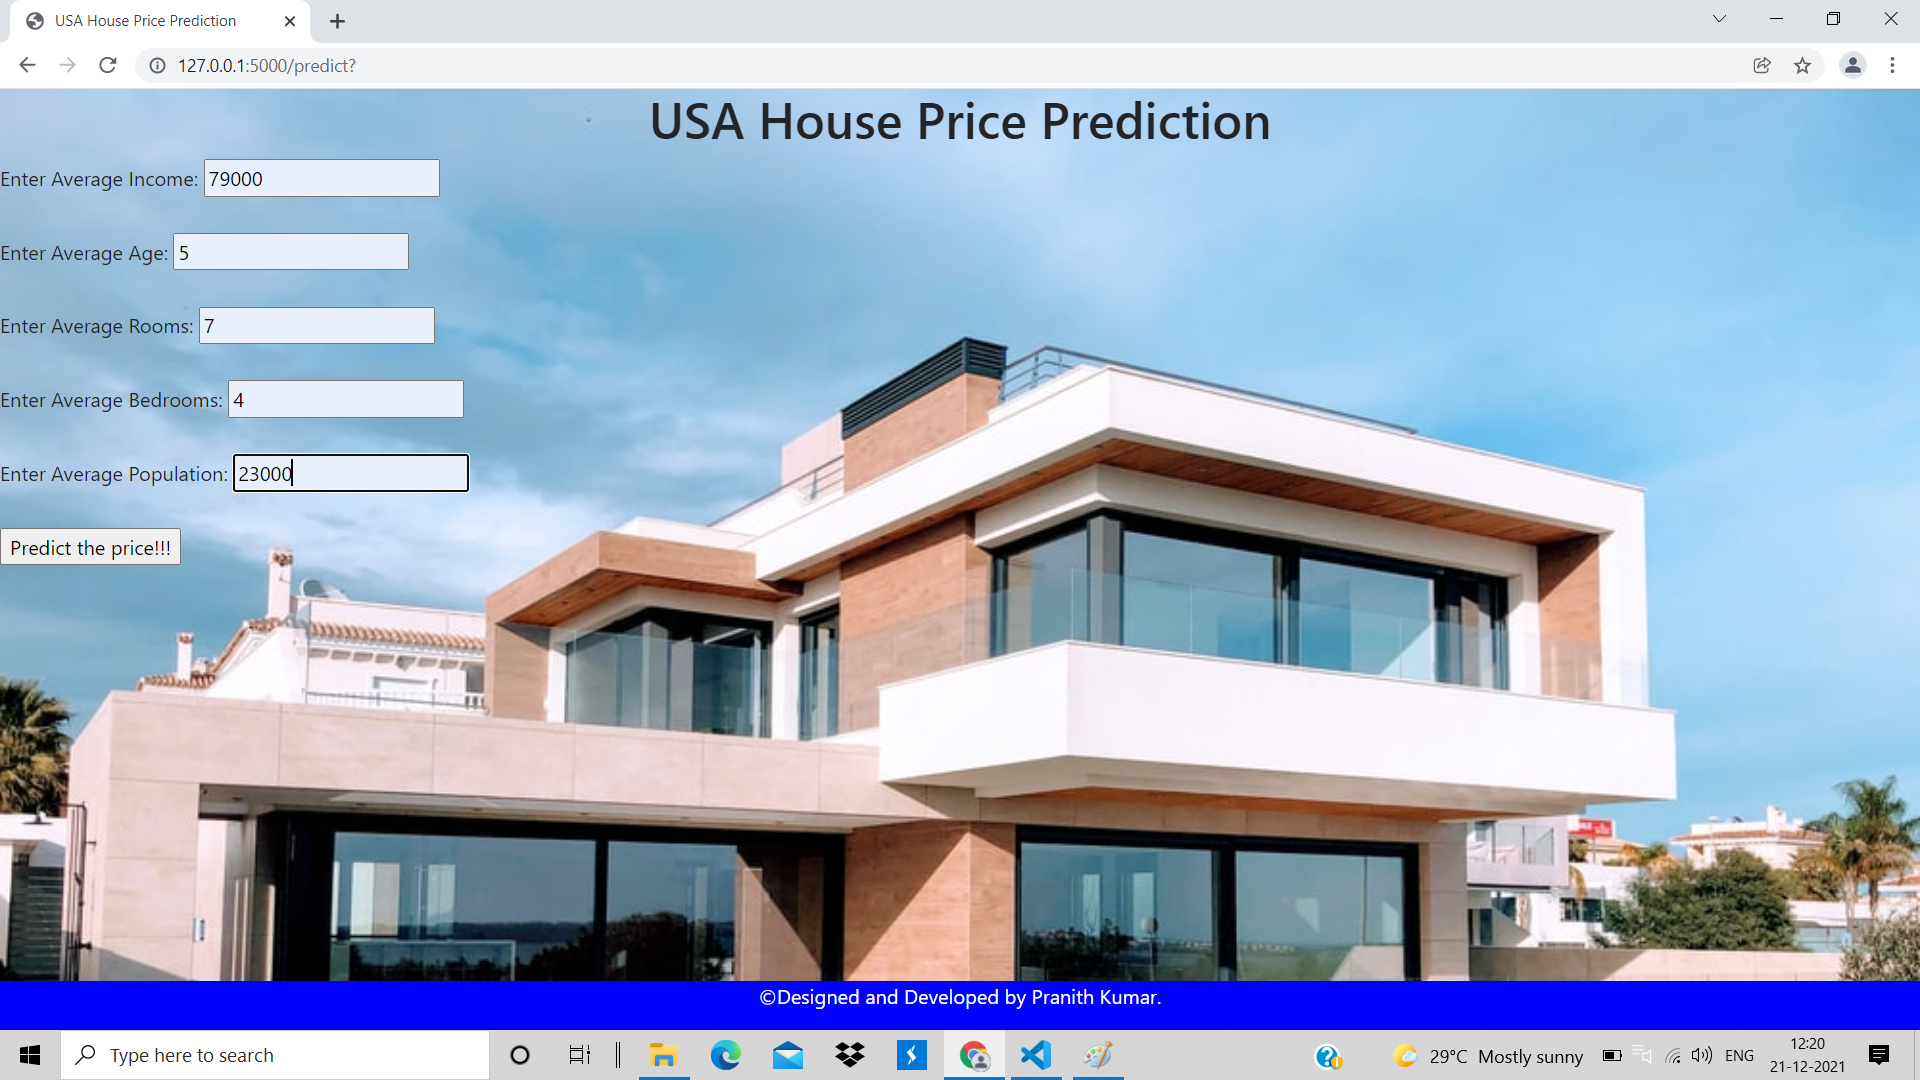 USA House Price Prediction
127.0.0.1:5000/predict?
USA House Price Prediction
Enter Average Income: 79000
Enter Average Age: 5
Enter Average Rooms: 7
Enter Average Bedrooms: 4
Enter Average Population: 23000
Predict the price!!!
©Designed and Developed by Pranith Kumar.
Type here to search
29°C Mostly sunny
ENG
12:20
21-12-2021